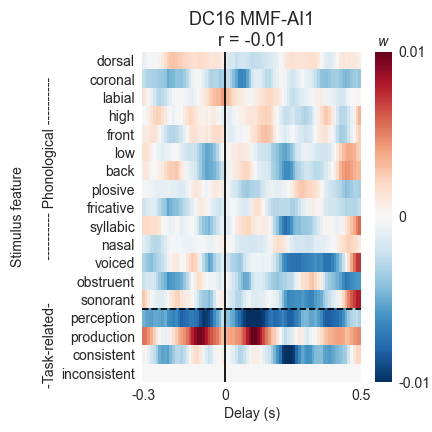 DC16 MMF-AI1
r = -0.01
w
dorsal
coronal
labial
high
front
low
back
plosive
fricative
syllabic
nasal
voiced
obstruent
sonorant
perception
production
consistent
inconsistent
Stimulus feature
-Task-related- ---------- Phonological ----------
0.01
0
-0.01
-0.3 0 0.5
Delay (s)